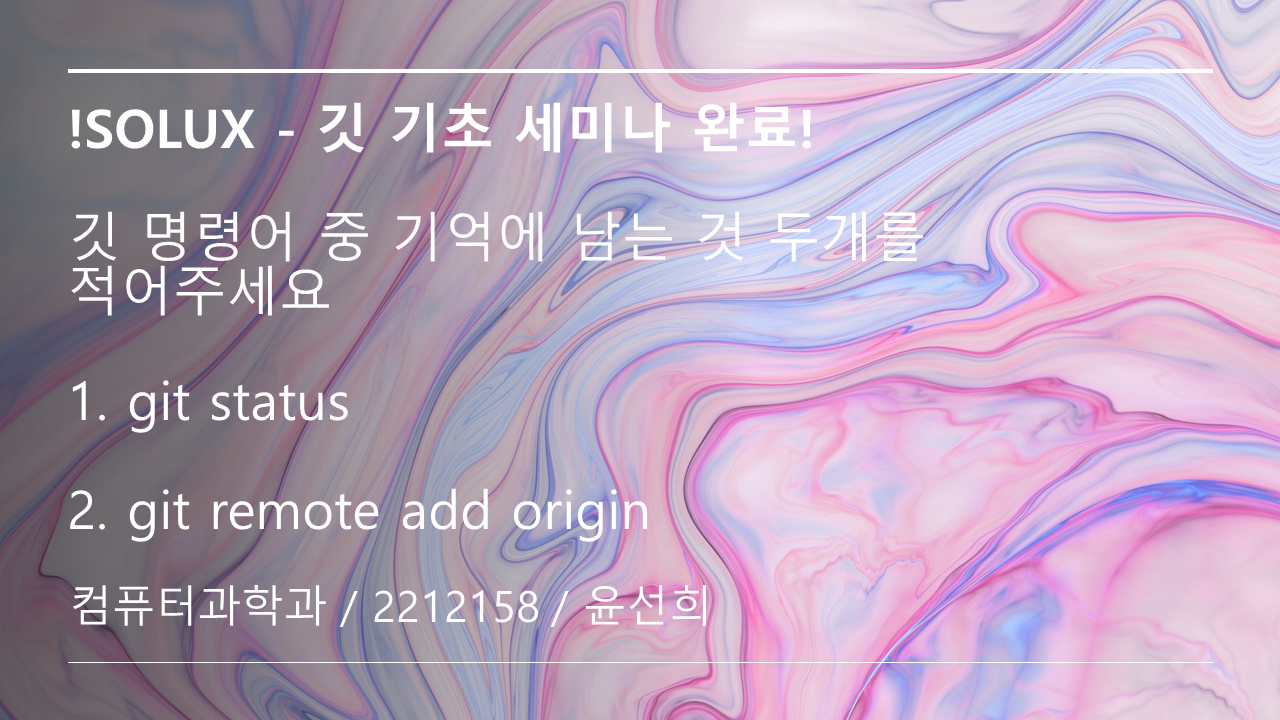 !SOLUX - 깃 기초 세미나 완료!
깃 명령어 중 기억에 남는 것 두개를
적어주세요
1. git status
2. git remote add origin
컴퓨터과학과 / 2212158 / 윤선희